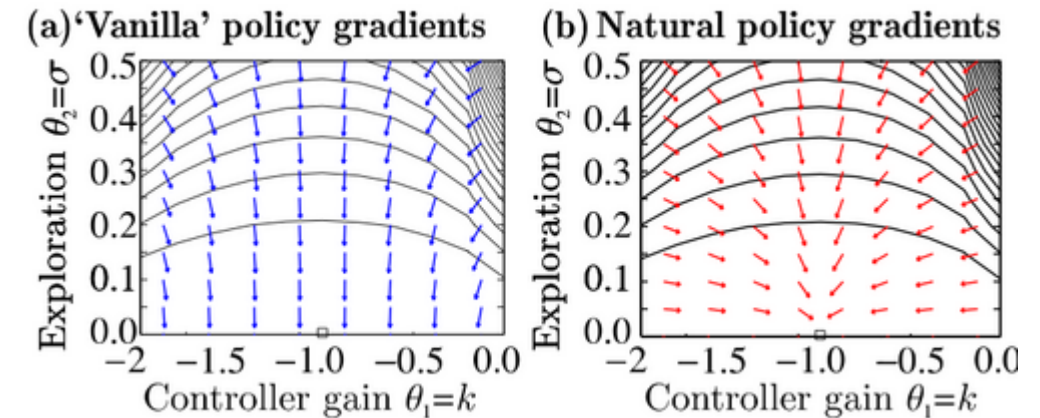 (a) ‘Vanilla’ policy gradients
Exploration θ₂=σ
0.5
0.4
0.3
0.2
0.1
0.0
−2 −1.5 −1.0 −0.5 0.0
Controller gain θ₁=k
(b) Natural policy gradients
Exploration θ₂=σ
0.5
0.4
0.3
0.2
0.1
0.0
−2 −1.5 −1.0 −0.5 0.0
Controller gain θ₁=k